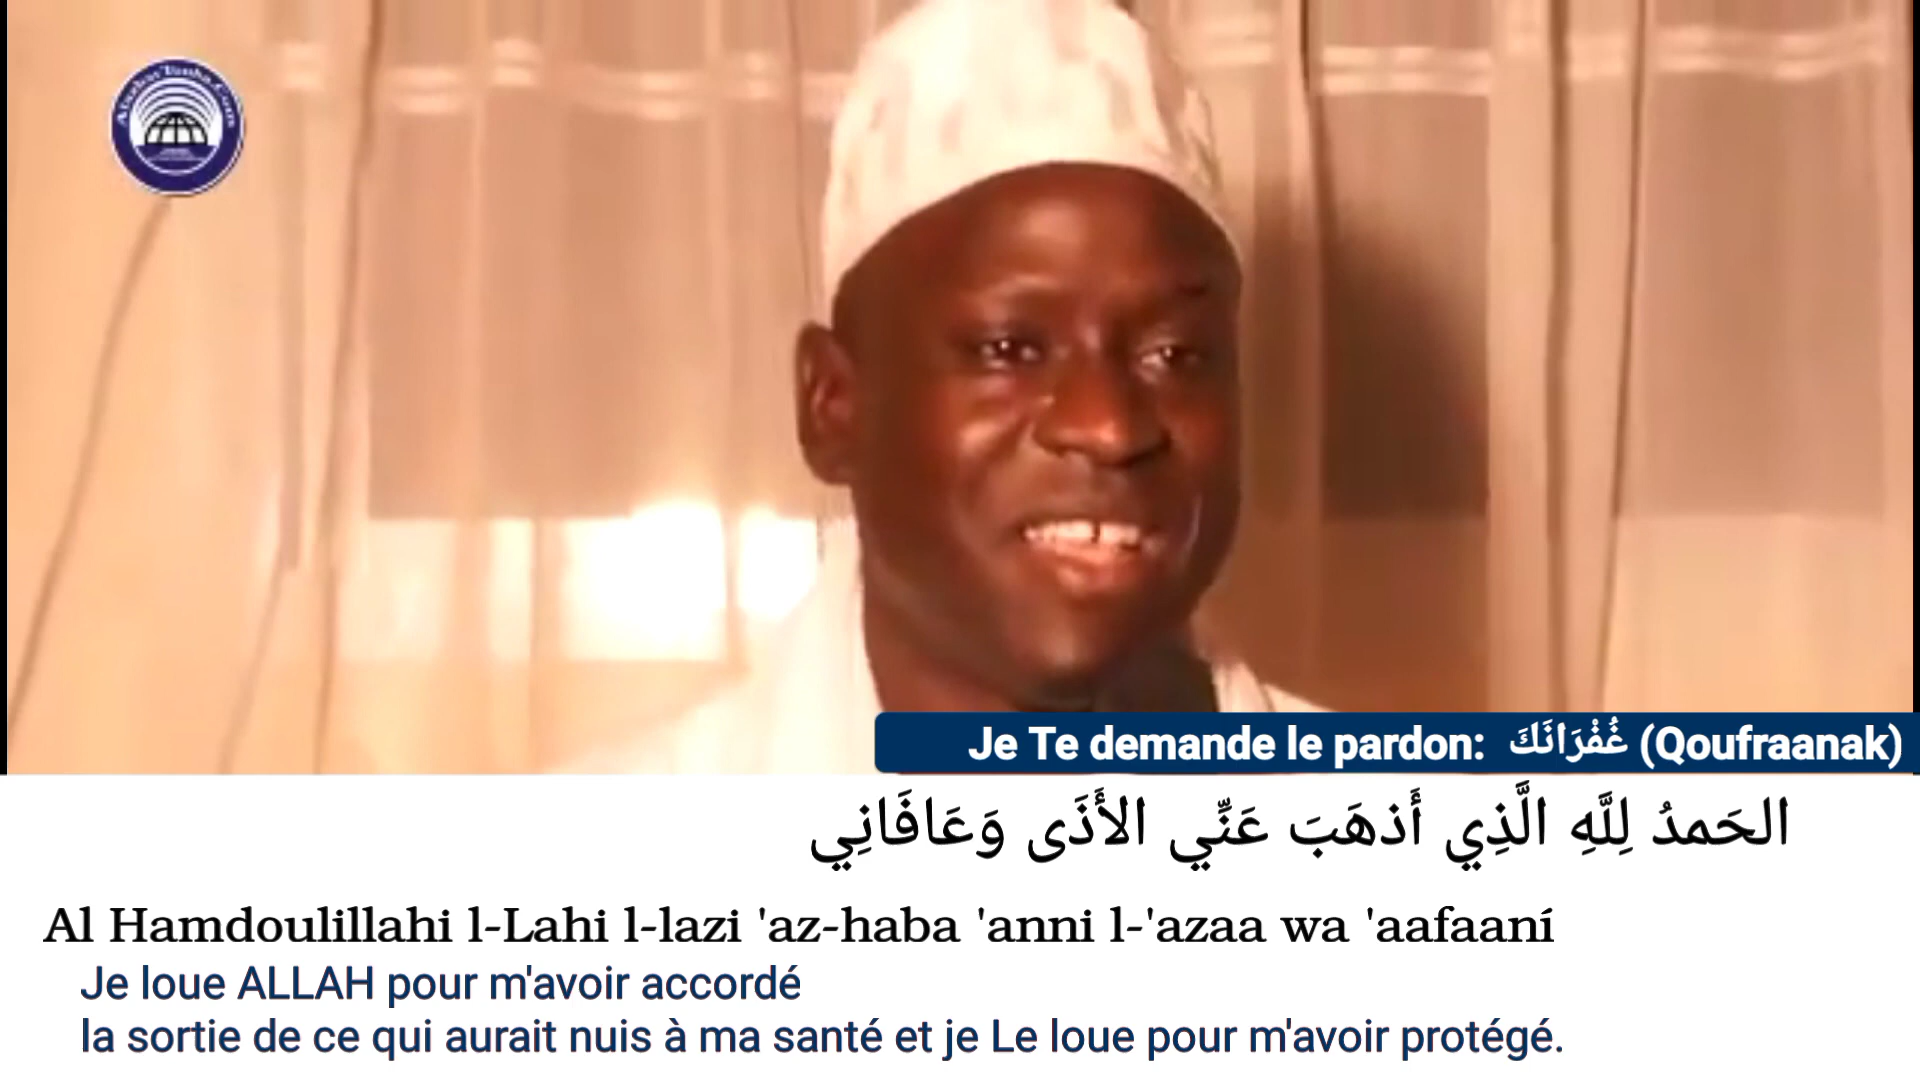 Je Te demande le pardon: غُفْرَانَكَ (Qoufraanak)
الحَمدُ لِلَّهِ الَّذِي أَذهَبَ عَنِّي الأَذَى وَعَافَانِي
Al Hamdoulillahi l-Lahi l-lazi 'az-haba 'anni l-'azaa wa 'aafaaní
Je loue ALLAH pour m'avoir accordé
la sortie de ce qui aurait nuis à ma santé et je Le loue pour m'avoir protégé.